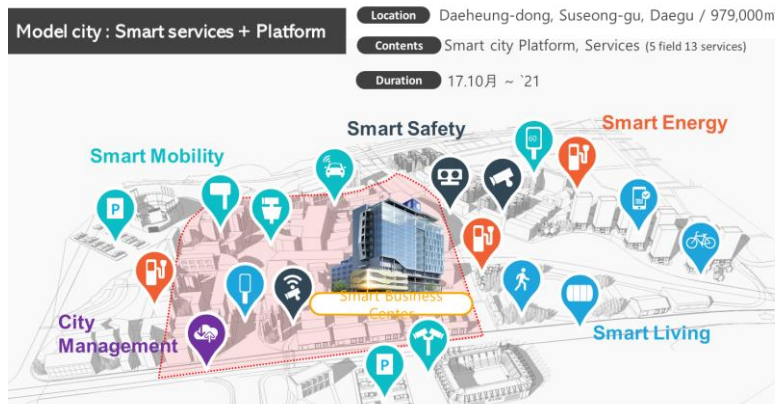 Model city : Smart services + Platform
Location Daeheung-dong, Suseong-gu, Daegu / 979,000m
Contents Smart city Platform, Services (5 field 13 services)
Duration 17.10月 ~ `21
Smart Safety
Smart Energy
Smart Mobility
60
P
Smart Business
Center
City
Management
Smart Living
P